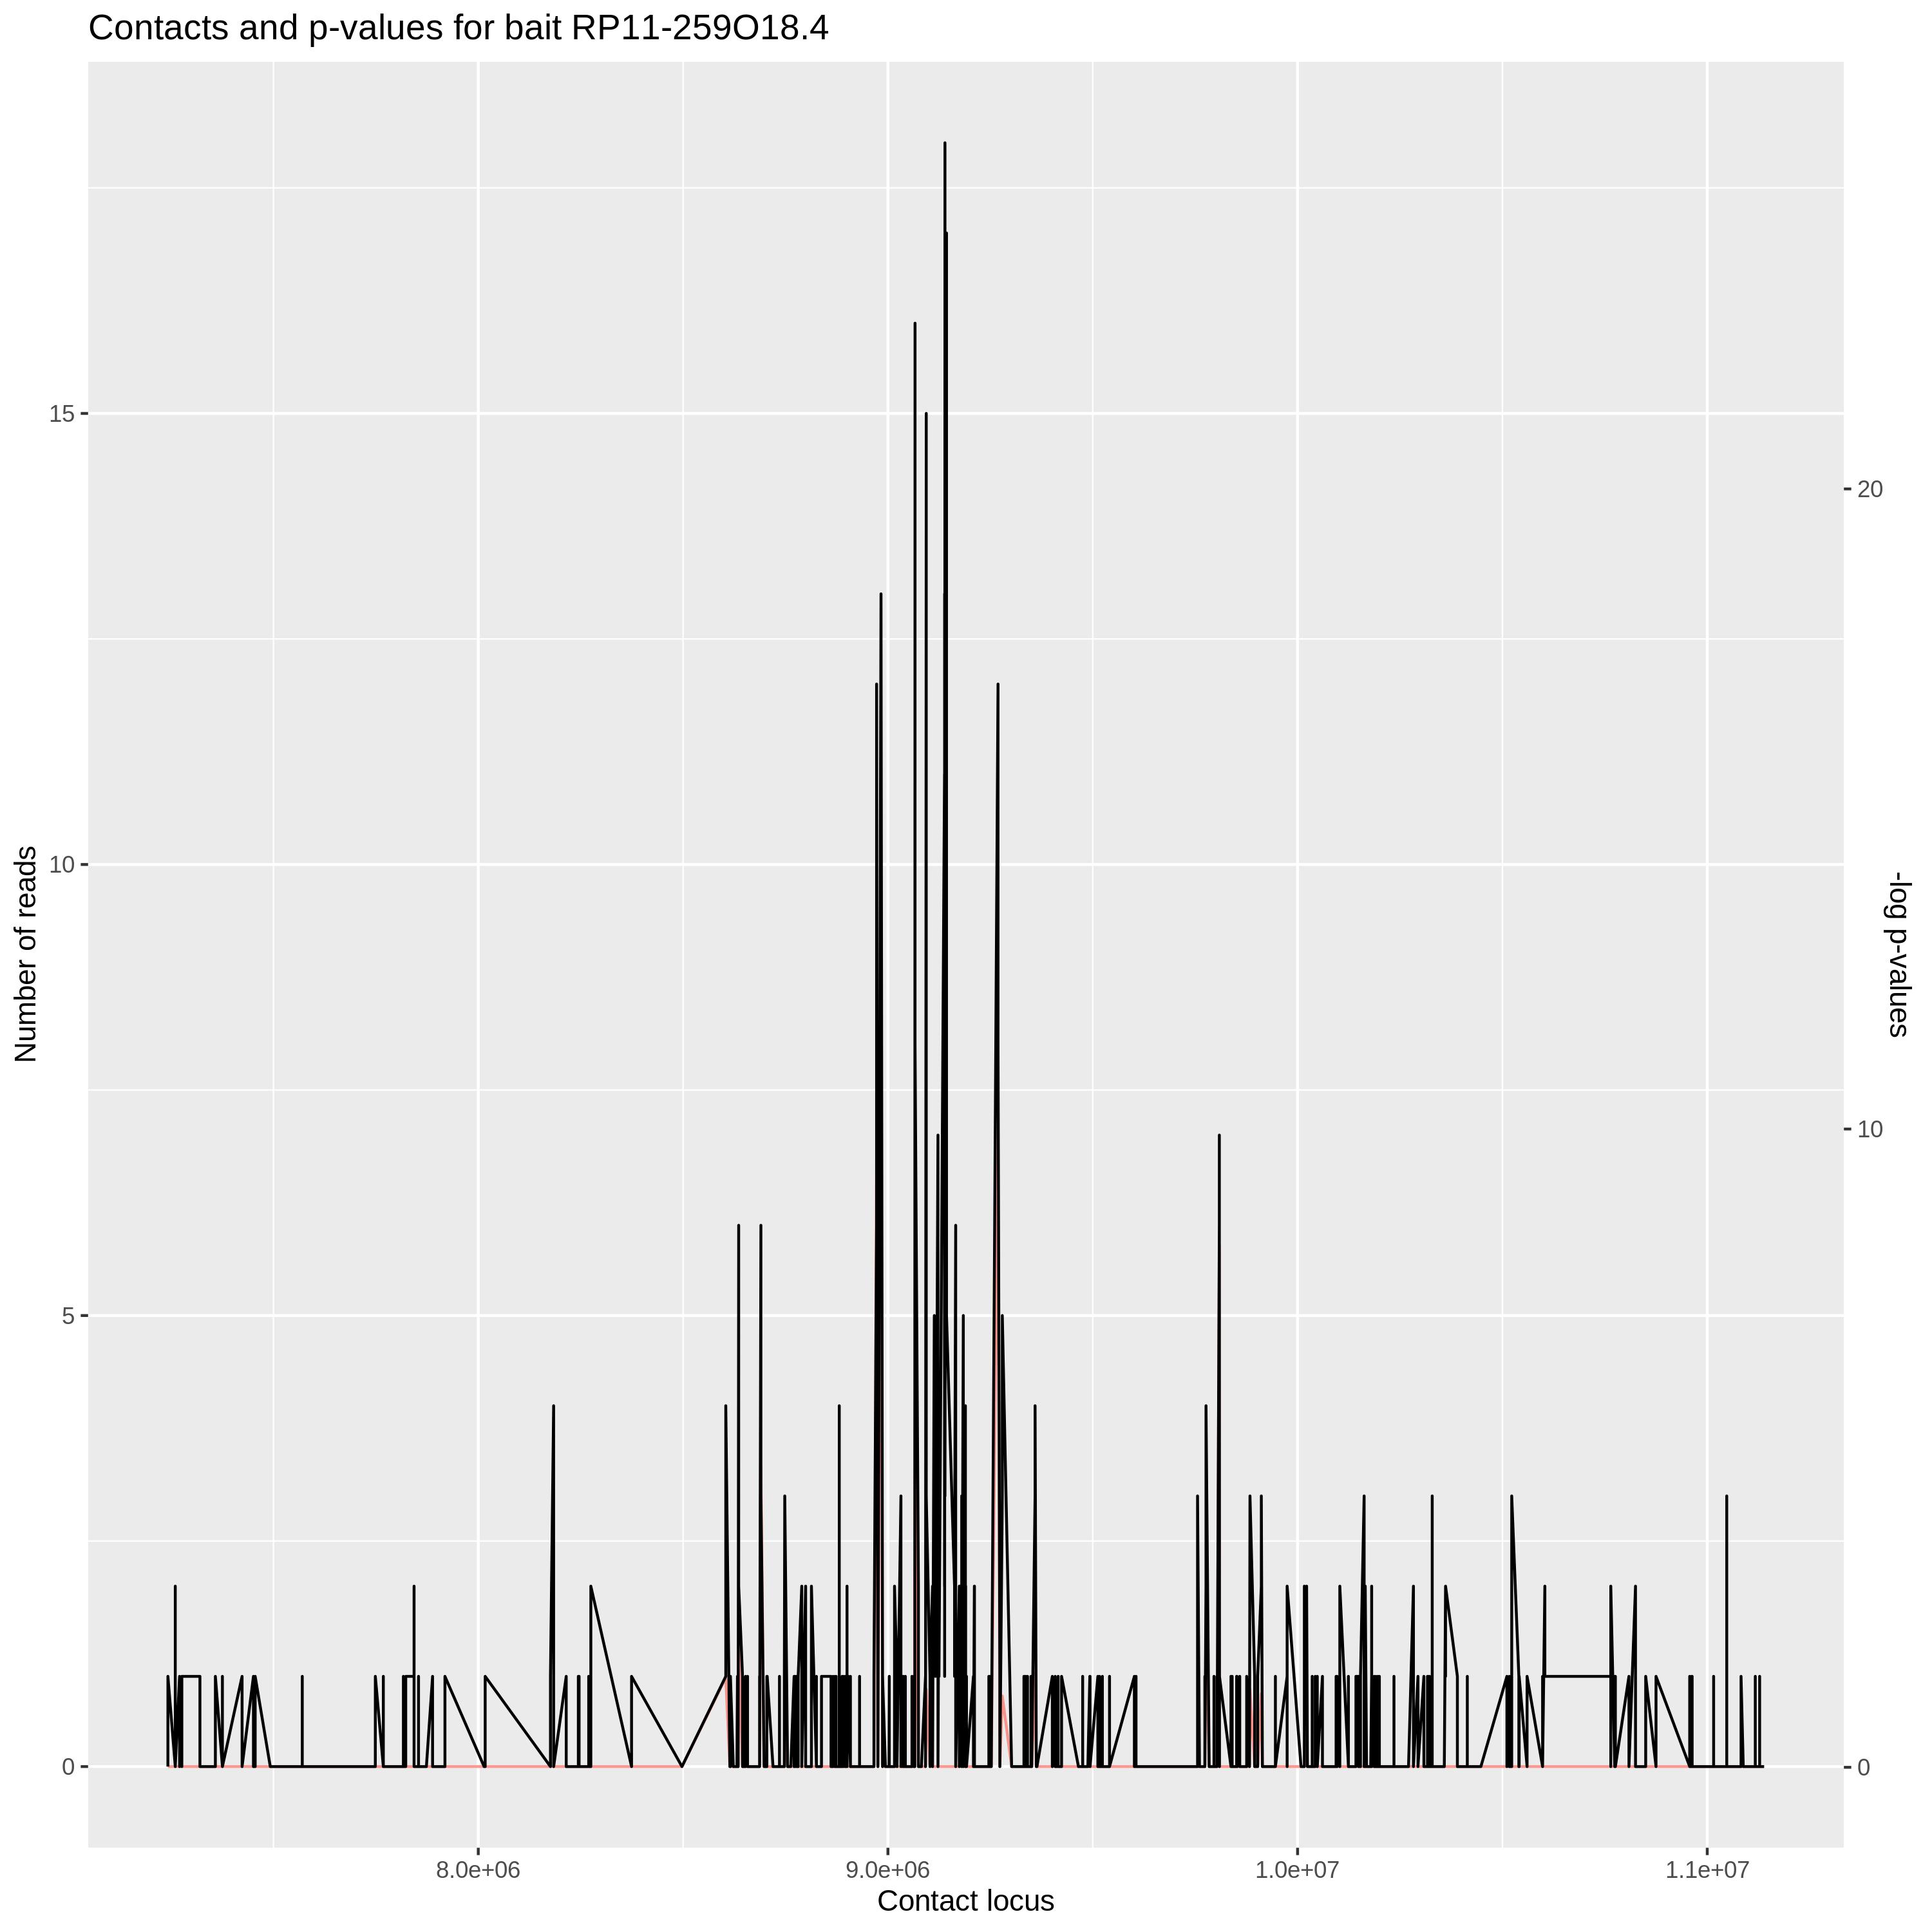 Contacts and p-values for bait RP11-259O18.4
15
10
5
0
Number of reads
20
10
0
-log p-values
8.0e+06
9.0e+06
1.0e+07
1.1e+07
Contact locus